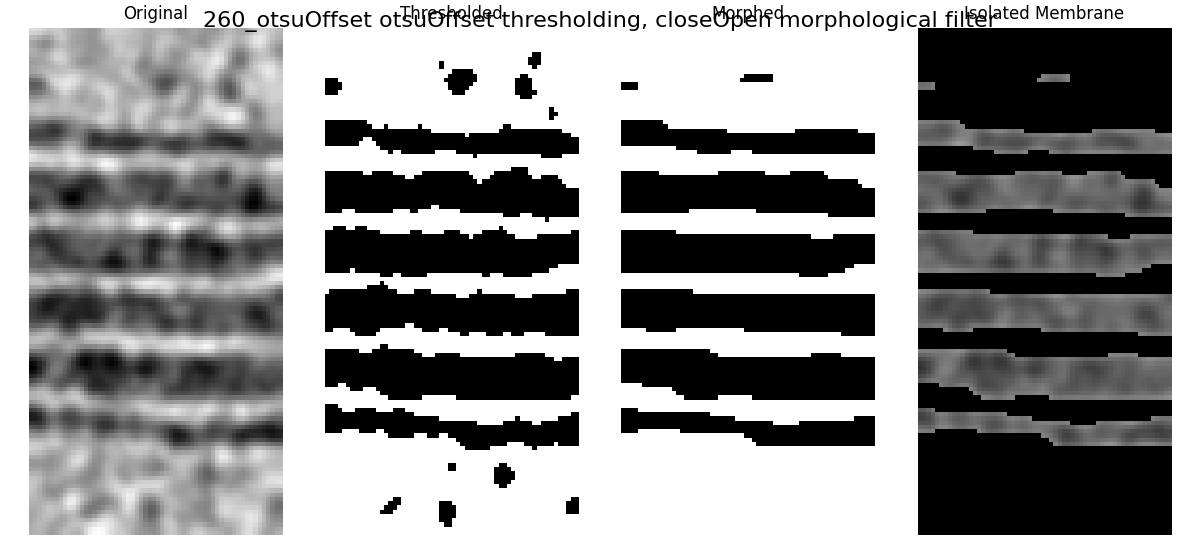 260_otsuOffset otsuOffset thresholding, closeOpen morphological filter
Original
Thresholded
Morphed
Isolated Membrane